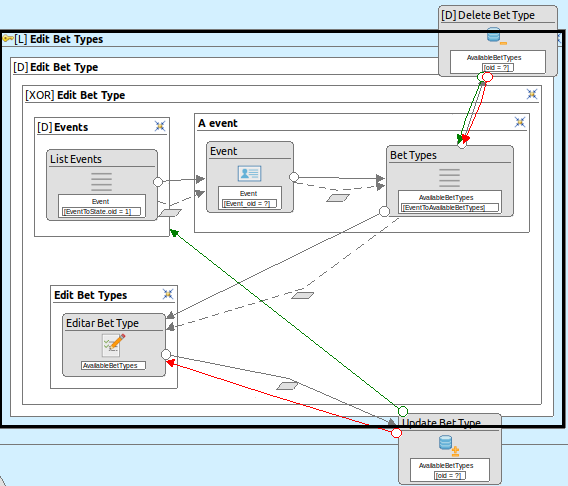 [D] Delete Bet Type
AvailableBetTypes
[oid = ?]
[L] Edit Bet Types
[D] Edit Bet Type
[XOR] Edit Bet Type
[D] Events
List Events
Event
[EventToState.oid = 1]
A event
Event
Event
[Event_oid = ?]
Bet Types
AvailableBetTypes
[EventToAvailableBetTypes]
Edit Bet Types
Editar Bet Type
AvailableBetTypes
Update Bet Type
AvailableBetTypes
[oid = ?]